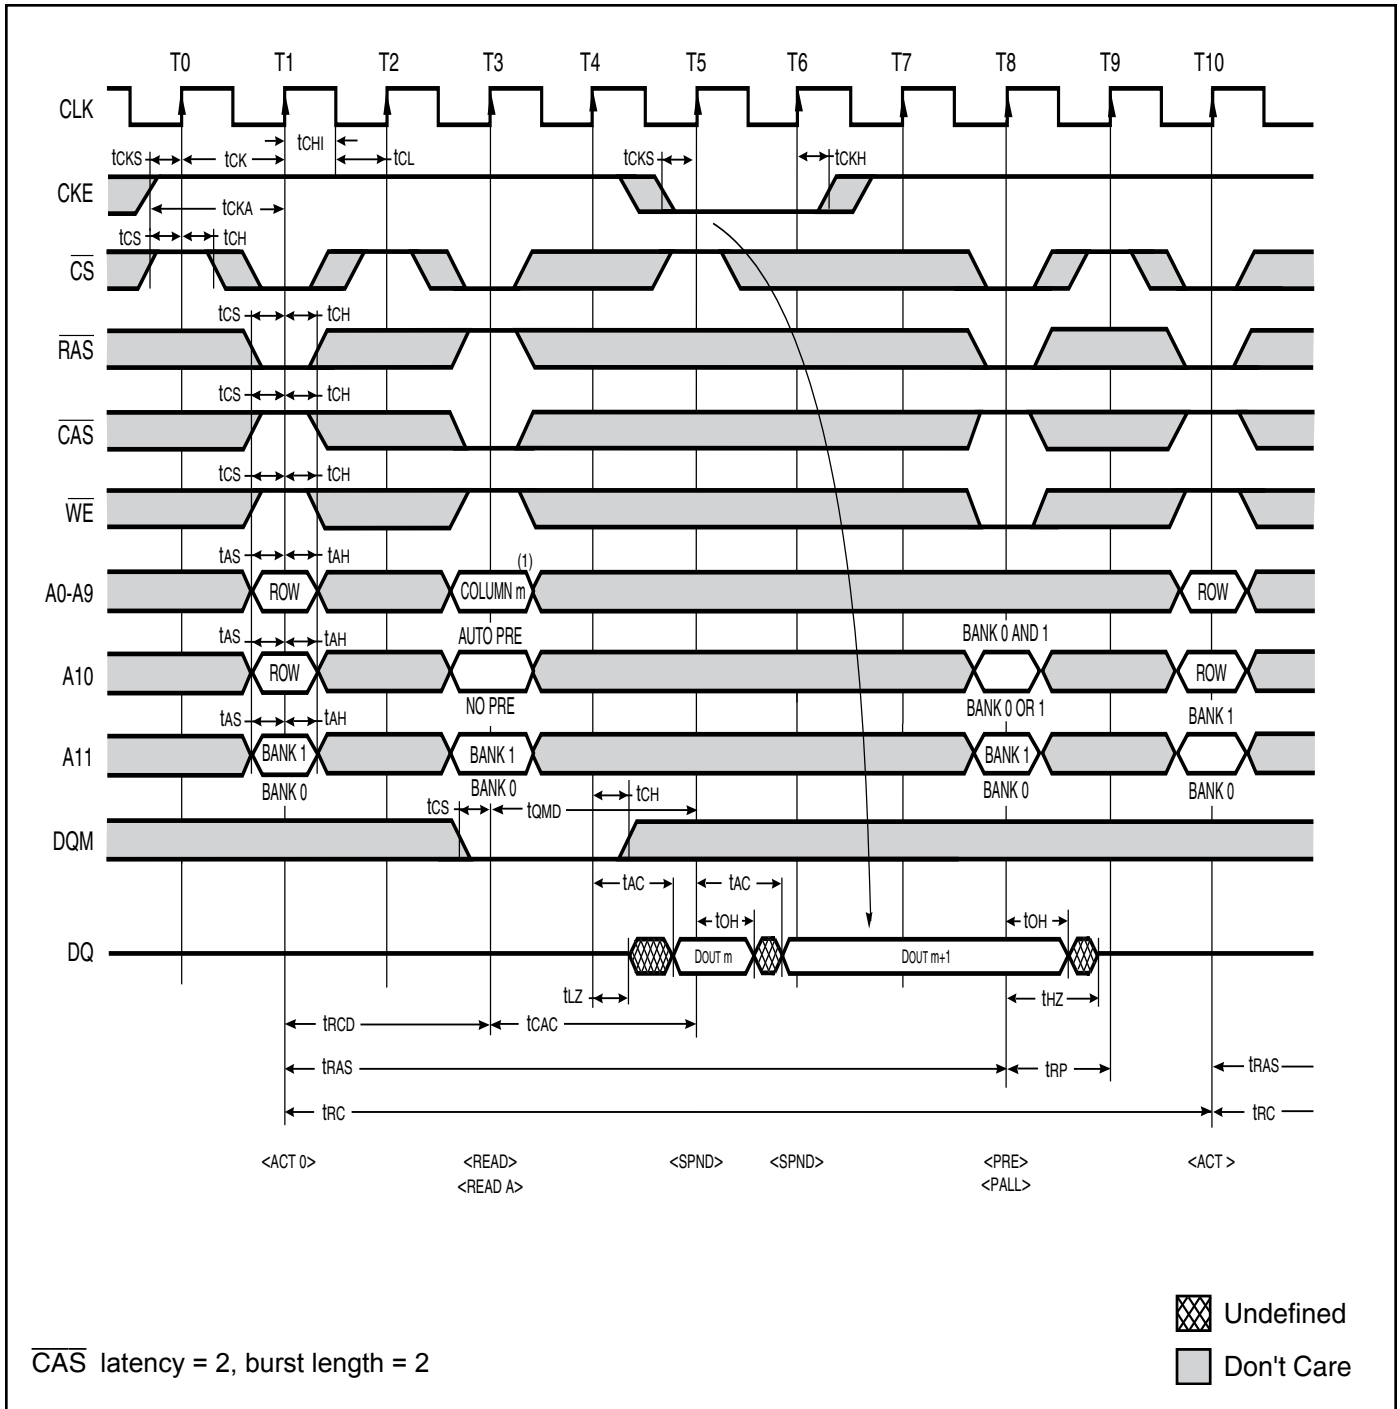 T0 T1 T2 T3 T4 T5 T6 T7 T8 T9 T10
CLK
tCHI
tCKS tCK tCL tCKS tCKH
CKE
tCKA
tCS tCH
CS
tCS tCH
RAS
tCS tCH
CAS
tCS tCH
WE
tAS tAH (1)
A0-A9 ROW COLUMN m ROW
tAS tAH AUTO PRE BANK 0 AND 1
A10 ROW ROW
NO PRE BANK 0 OR 1
tAS tAH BANK 1
A11 BANK 1 BANK 1 BANK 1
BANK 0 BANK 0 BANK 0 BANK 0
tCS tQMD tCH
DQM
tAC tAC
tOH tOH
DQ DOUT m DOUT m+1
tLZ tHZ
tRCD tCAC
tRAS tRP tRAS
tRC tRC
<ACT 0> <READ> <SPND> <SPND> <PRE> <ACT >
<READ A> <PALL>
Undefined
CAS latency = 2, burst length = 2
Don't Care